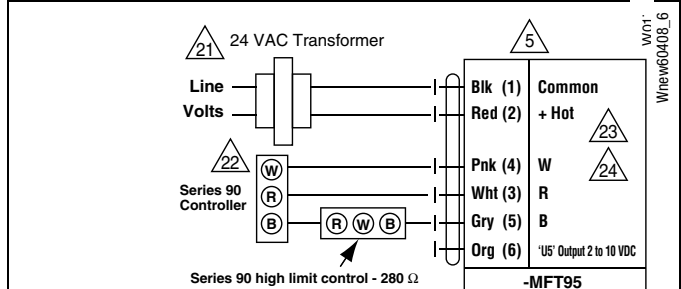 21 24 VAC Transformer
5
Line
Volts
Blk (1) Common
Red (2) + Hot
23
22
Pnk (4) W
24
W
Series 90
Controller
R
Wht (3) R
B
R W B
Gry (5) B
Org (6) 'U5' Output 2 to 10 VDC
Series 90 high limit control - 280 Ω
-MFT95
Wnew60408_6